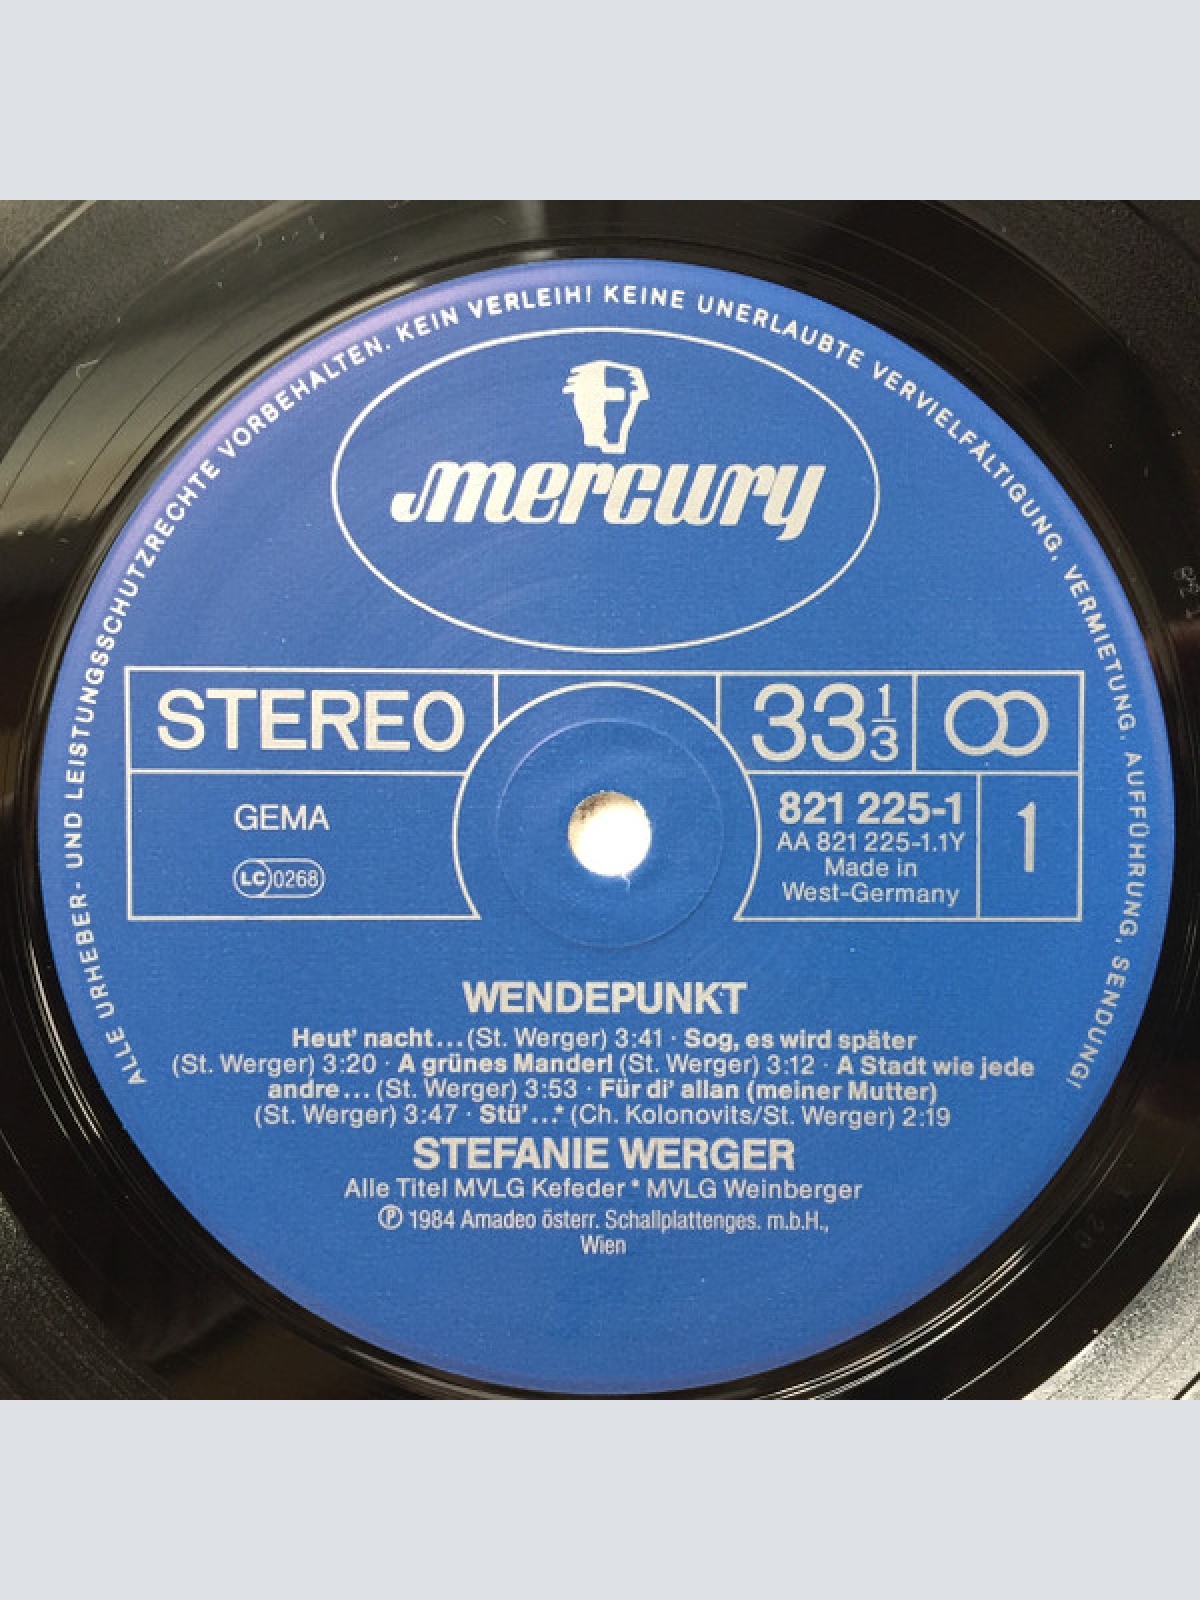 ALLE URHEBER- UND LEISTUNGSSCHUTZRECHTE VORBEHALTEN. KEIN VERLEIH! KEINE UNERLAUBTE VERVIELFÄLTIGUNG, VERMIETUNG, AUFFÜHRUNG, SENDUNG!
mercury
STEREO
33 1/3
GEMA
LC 0268
821 225-1
AA 821 225-1.1Y
Made in
West-Germany
1
WENDEPUNKT
Heut' nacht...(St. Werger) 3:41 · Sog, es wird später
(St. Werger) 3:20 · A grünes Manderl (St. Werger) 3:12 · A Stadt wie jede
andre... (St. Werger) 3:53 · Für di' allan (meiner Mutter)
(St. Werger) 3:47 · Stü'...* (Ch. Kolonovits/St. Werger) 2:19
STEFANIE WERGER
Alle Titel MVLG Kefeder * MVLG Weinberger
℗ 1984 Amadeo österr. Schallplattenges. m.b.H.,
Wien